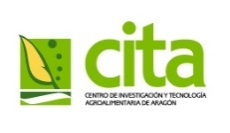 cita
CENTRO DE INVESTIGACIÓN Y TECNOLOGÍA
AGROALIMENTARIA DE ARAGÓN